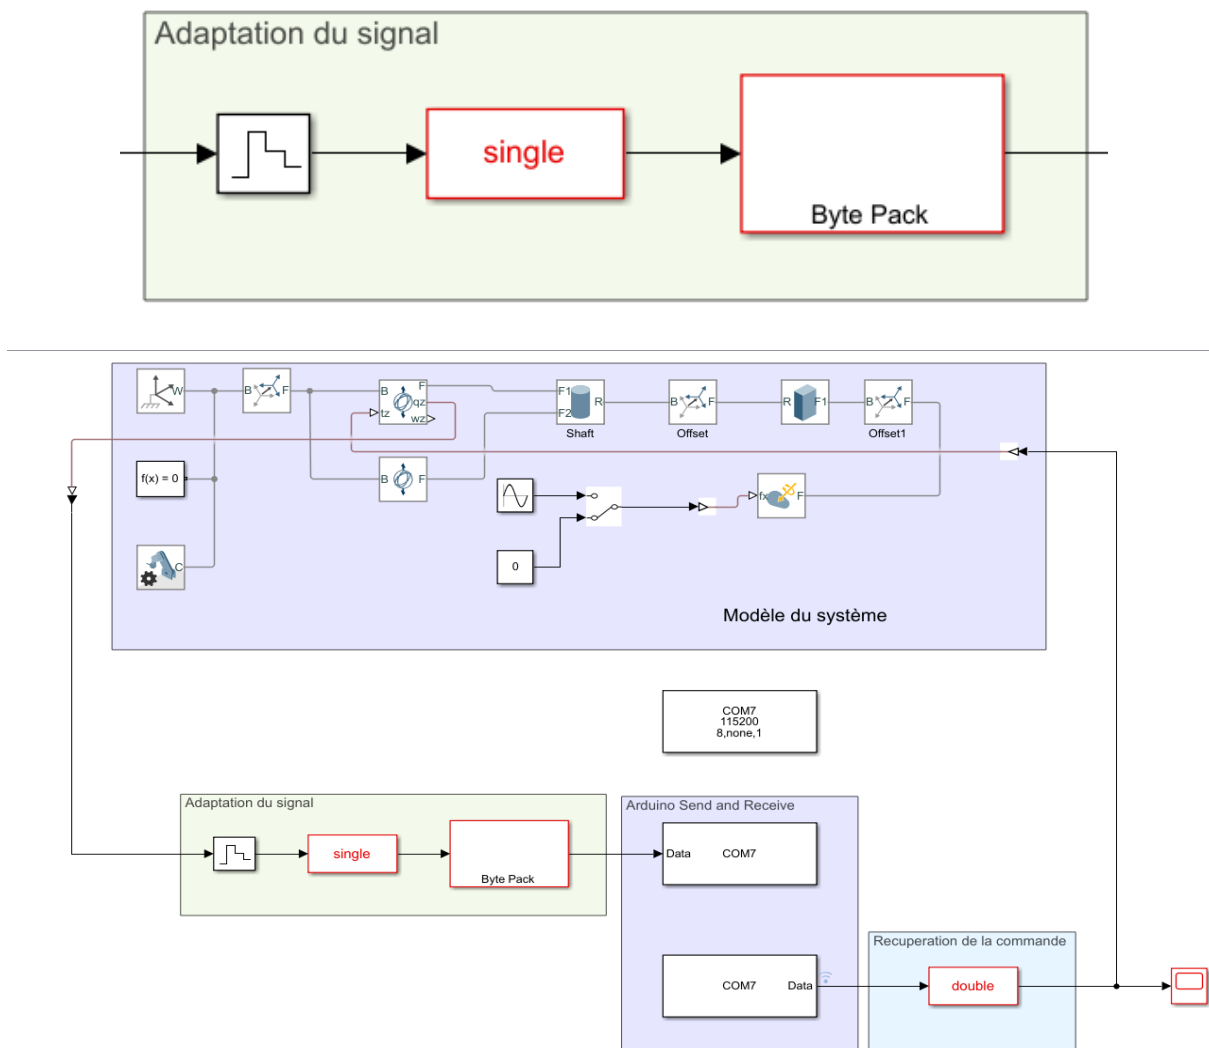 Adaptation du signal
single
Byte Pack
W
B F
B F qz
tz wz
F1 R
F2
Shaft
B F
Offset
R F1
B F
Offset1
f(x) = 0
B F
fx F
C
0
Modèle du système
COM7
115200
8,none,1
Adaptation du signal
single
Byte Pack
Arduino Send and Receive
Data COM7
COM7 Data
Recuperation de la commande
double